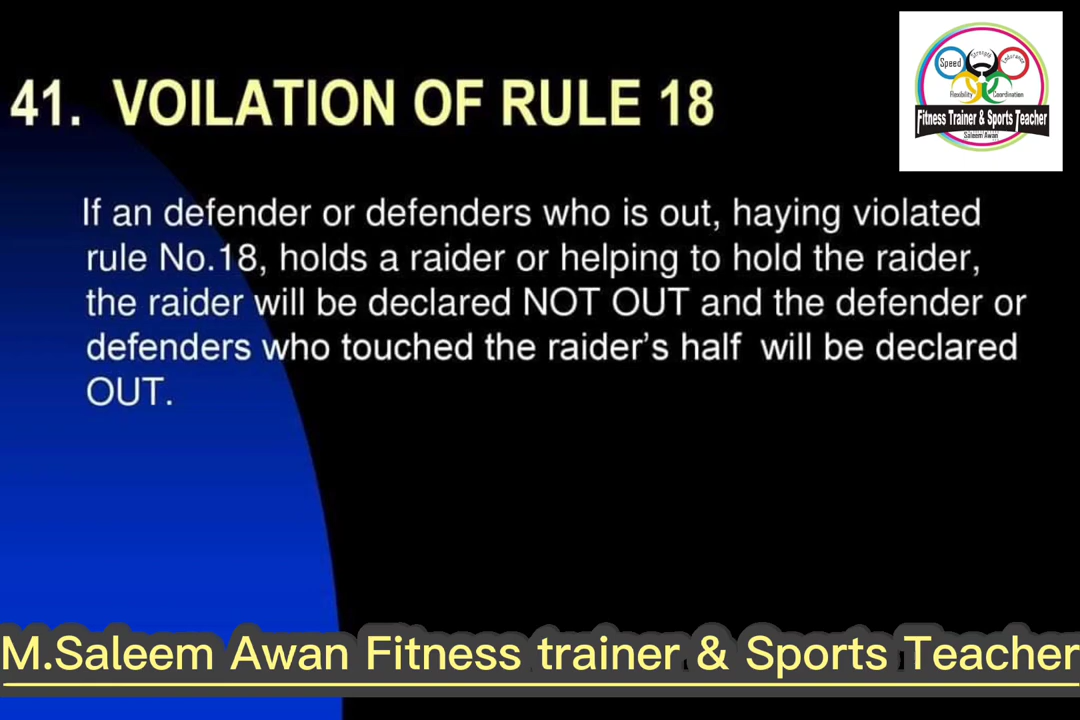 41. VOILATION OF RULE 18
Speed
Strength
Endurance
Flexibility
Coordination
Fitness Trainer & Sports Teacher
Saleem Awan
If an defender or defenders who is out, haying violated
rule No.18, holds a raider or helping to hold the raider,
the raider will be declared NOT OUT and the defender or
defenders who touched the raider’s half will be declared
OUT.
M.Saleem Awan Fitness trainer & Sports Teacher